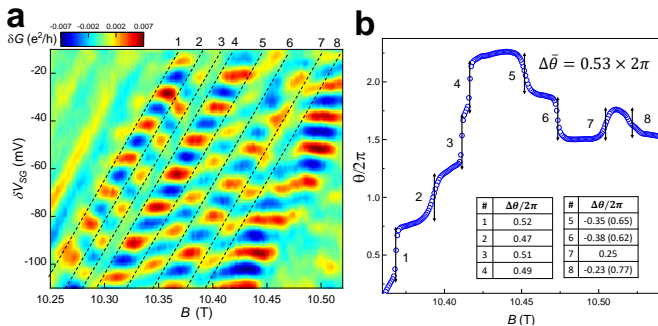 a
-0.007 -0.002 0.002 0.007
δG (e²/h)
1 2 3 4 5 6 7 8
-20
-40
-60
-80
-100
δV_SG (mV)
10.25 10.30 10.35 10.40 10.45 10.50
B (T)
b
Δθ̄ = 0.53 × 2π
2.0
1.5
1.0
0.5
θ/2π
1
2
3
4
5
6
7
8
# Δθ/2π
1 0.52
2 0.47
3 0.51
4 0.49
# Δθ/2π
5 -0.35 (0.65)
6 -0.38 (0.62)
7 0.25
8 -0.23 (0.77)
10.40 10.45 10.50
B (T)